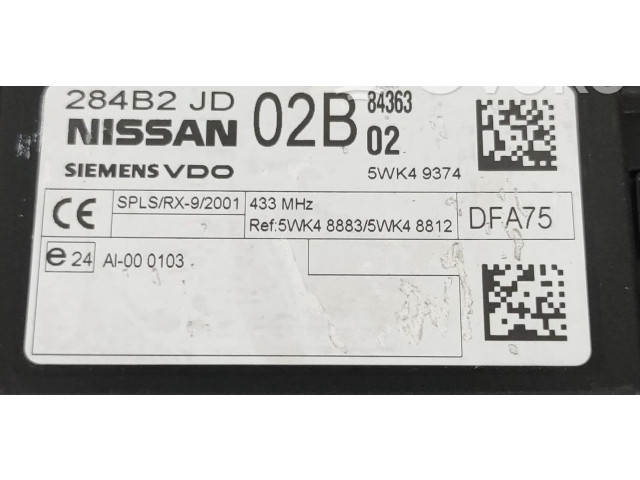 284B2 JD 02B 84363
NISSAN 02
SIEMENS VDO 5WK4 9374
CE SPLS/RX-9/2001 433 MHz
Ref:5WK4 8883/5WK4 8812 DFA75
e 24 AI-00 0103